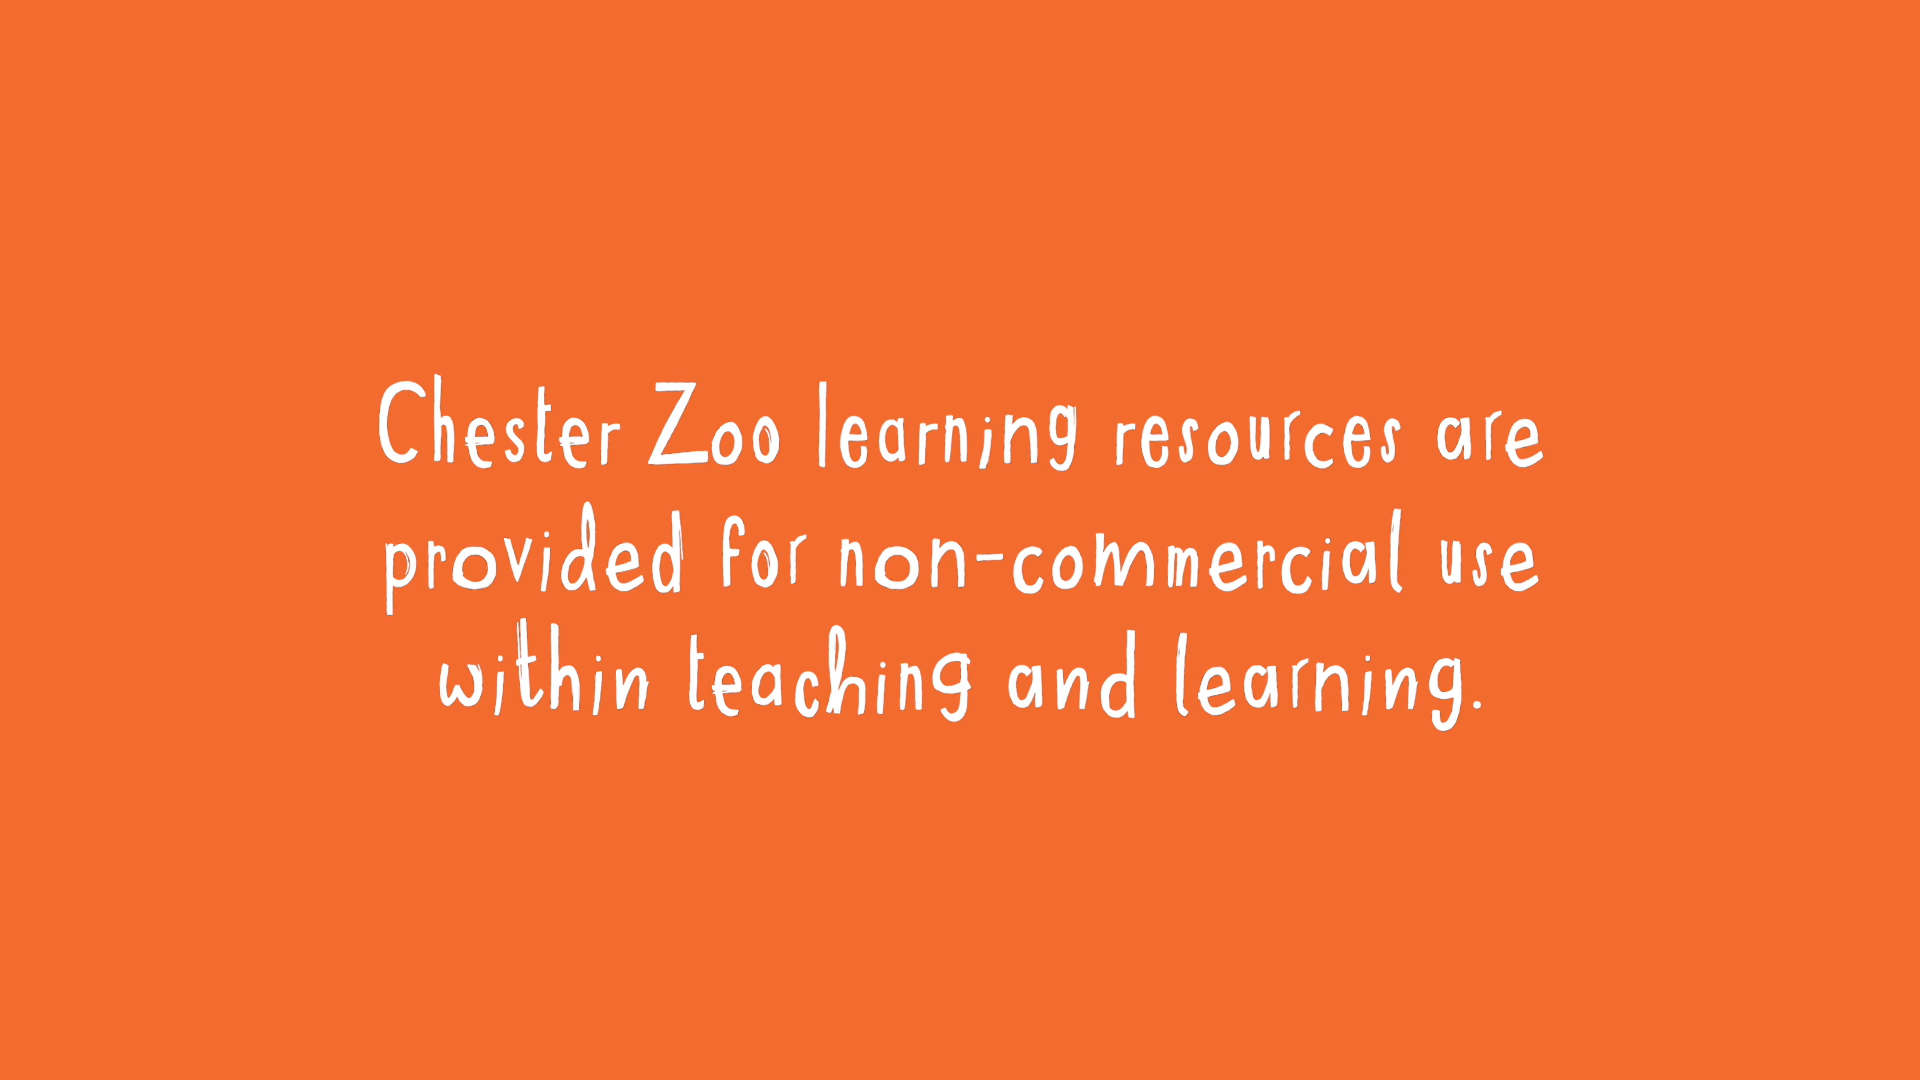 Chester Zoo learning resources are
provided for non-commercial use
within teaching and learning.